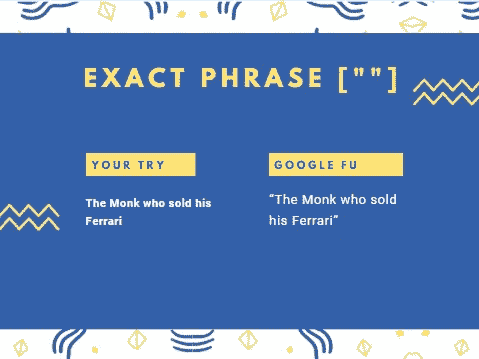 EXACT PHRASE [""]
YOUR TRY
The Monk who sold his
Ferrari
GOOGLE FU
“The Monk who sold
his Ferrari”